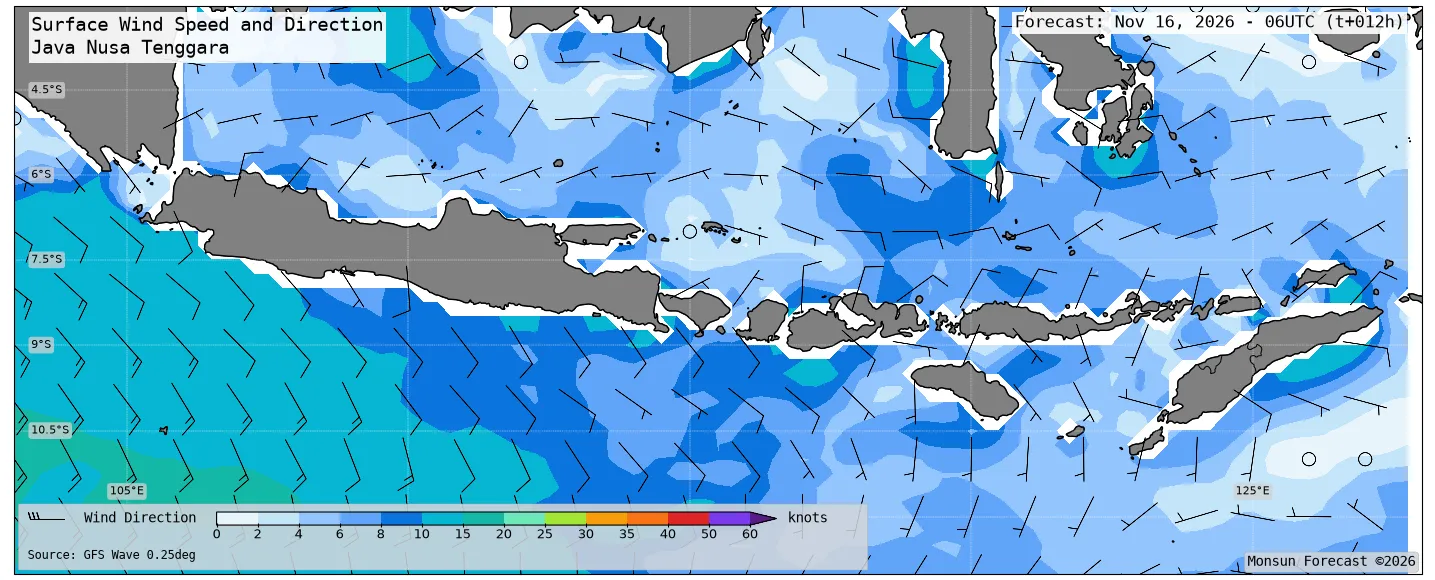 Surface Wind Speed and Direction
Java Nusa Tenggara
Forecast: Nov 16, 2026 - 06UTC (t+012h)
4.5°S
6°S
7.5°S
9°S
10.5°S
105°E
125°E
Wind Direction
0 2 4 6 8 10 15 20 25 30 35 40 50 60
knots
Source: GFS Wave 0.25deg
Monsun Forecast ©2026